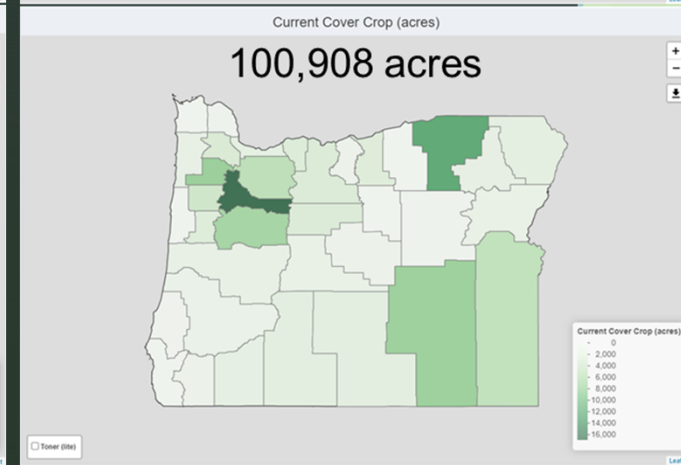 Current Cover Crop (acres)
100,908 acres
+
−
Current Cover Crop (acres)
0
2,000
4,000
6,000
8,000
10,000
12,000
14,000
16,000
Toner (lite)
Leaf